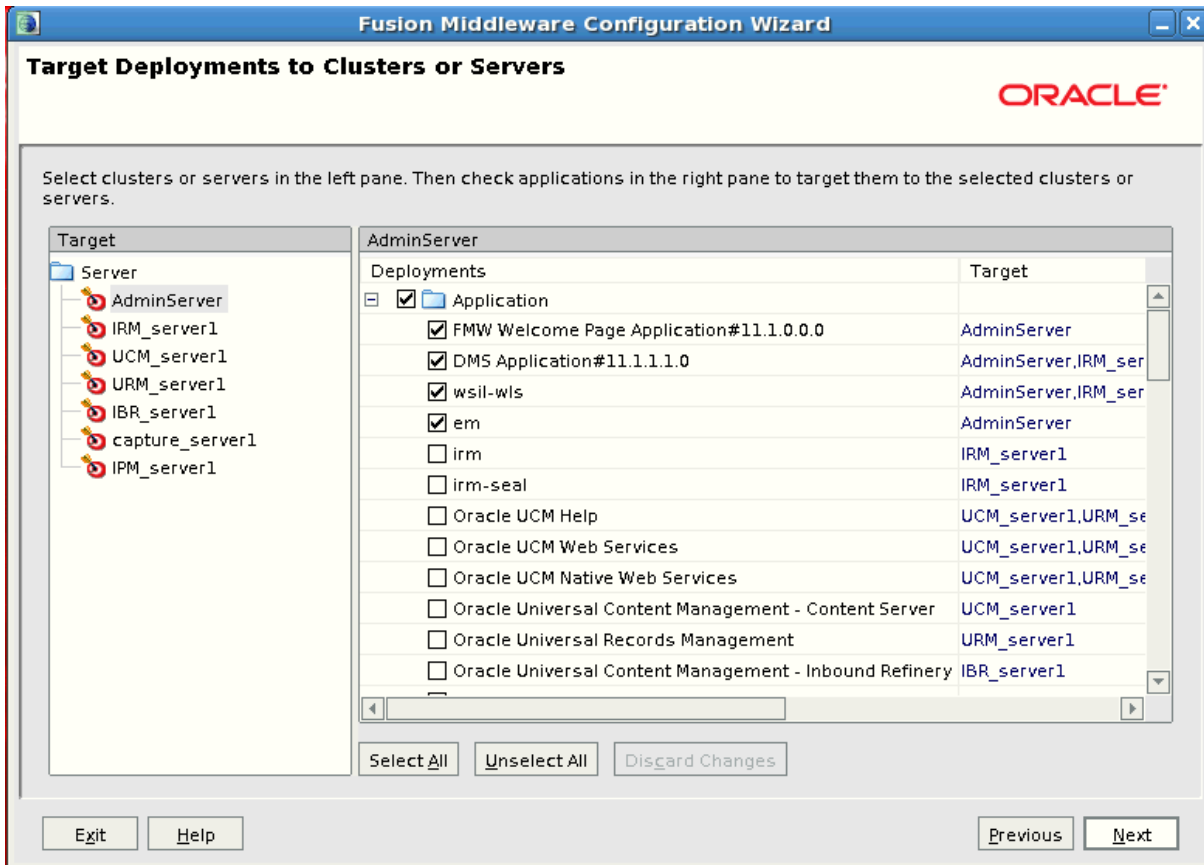 Fusion Middleware Configuration Wizard
Target Deployments to Clusters or Servers
ORACLE
Select clusters or servers in the left pane. Then check applications in the right pane to target them to the selected clusters or
servers.
Target
Server
AdminServer
IRM_server1
UCM_server1
URM_server1
IBR_server1
capture_server1
IPM_server1
AdminServer
Deployments Target
Application
FMW Welcome Page Application#11.1.0.0.0 AdminServer
DMS Application#11.1.1.1.0 AdminServer,IRM_ser
wsil-wls AdminServer,IRM_ser
em AdminServer
irm IRM_server1
irm-seal IRM_server1
Oracle UCM Help UCM_server1,URM_se
Oracle UCM Web Services UCM_server1,URM_se
Oracle UCM Native Web Services UCM_server1,URM_se
Oracle Universal Content Management - Content Server UCM_server1
Oracle Universal Records Management URM_server1
Oracle Universal Content Management - Inbound Refinery IBR_server1
Select All Unselect All Discard Changes
Exit Help Previous Next